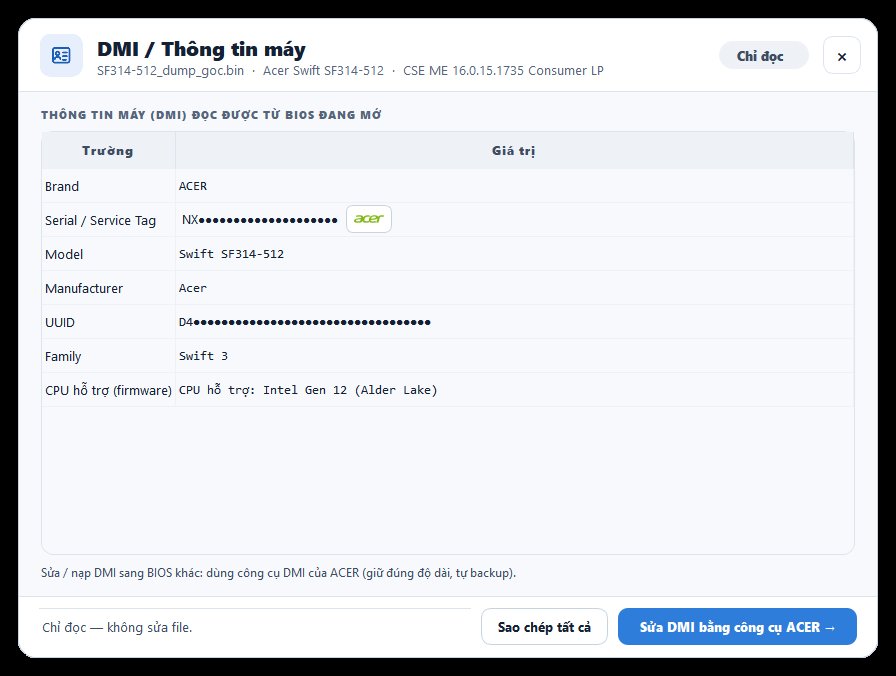 DMI / Thông tin máy
SF314-512_dump_goc.bin · Acer Swift SF314-512 · CSE ME 16.0.15.1735 Consumer LP
Chỉ đọc
×
THÔNG TIN MÁY (DMI) ĐỌC ĐƯỢC TỪ BIOS ĐANG MỞ
Trường Giá trị
Brand ACER
Serial / Service Tag NX●●●●●●●●●●●●●●●●●●●● acer
Model Swift SF314-512
Manufacturer Acer
UUID D4●●●●●●●●●●●●●●●●●●●●●●●●●●●●●●●●●●
Family Swift 3
CPU hỗ trợ (firmware) CPU hỗ trợ: Intel Gen 12 (Alder Lake)
Sửa / nạp DMI sang BIOS khác: dùng công cụ DMI của ACER (giữ đúng độ dài, tự backup).
Chỉ đọc — không sửa file.
Sao chép tất cả
Sửa DMI bằng công cụ ACER →